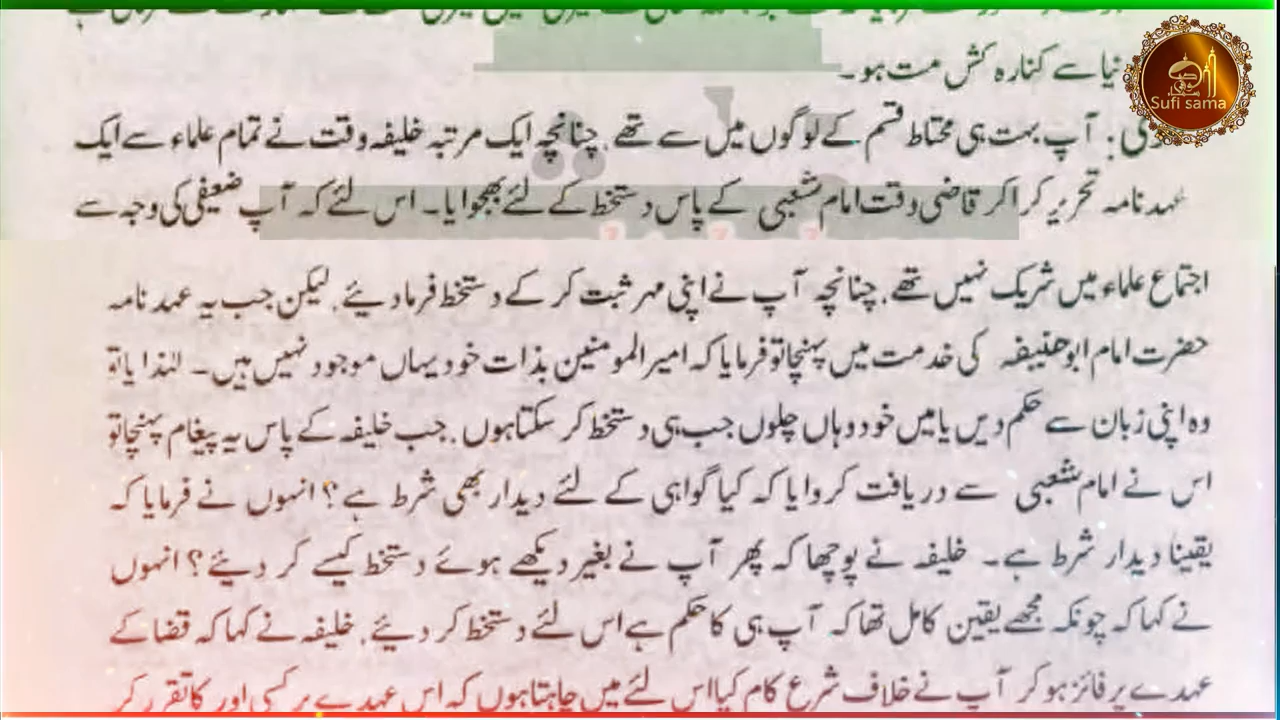 نیا سے کنارہ کش مت ہو۔
Sufi sama
آپ بہت ہی محتاط قسم کے لوگوں میں سے تھے۔ چنانچہ ایک مرتبہ خلیفہ وقت نے تمام علماء سے ایک
عہد نامہ تحریر کرا کر قاضی وقت امام شعبی کے پاس دستخط کے لئے بھجوایا۔ اس لئے کہ آپ ضعیفی کی وجہ سے
اجتماع علماء میں شریک نہیں تھے۔ چنانچہ آپ نے اپنی مہر ثبت کر کے دستخط فرما دیئے۔ لیکن جب یہ عہد نامہ
حضرت امام ابو حنیفہ کی خدمت میں پہنچا تو فرمایا کہ امیر المومنین بذات خود یہاں موجود نہیں ہیں۔ لہٰذا یا تو
وہ اپنی زبان سے حکم دیں یا میں خود وہاں چلوں جب ہی دستخط کر سکتا ہوں۔ جب خلیفہ کے پاس یہ پیغام پہنچا تو
اس نے امام شعبی سے دریافت کروایا کہ کیا گواہی کے لئے دیدار بھی شرط ہے؟ انہوں نے فرمایا کہ
یقینا دیدار شرط ہے۔ خلیفہ نے پوچھا کہ پھر آپ نے بغیر دیکھے ہوئے دستخط کیسے کر دیئے؟ انہوں
نے کہا کہ چونکہ مجھے یقین کامل تھا کہ آپ ہی کا حکم ہے اس لئے دستخط کر دیئے۔ خلیفہ نے کہا کہ قضا کے
عہدے پر فائز ہو کر آپ نے خلاف شرع کام کیا اس لئے میں چاہتا ہوں کہ اس عہدے پر کسی اور کا تقرر کر